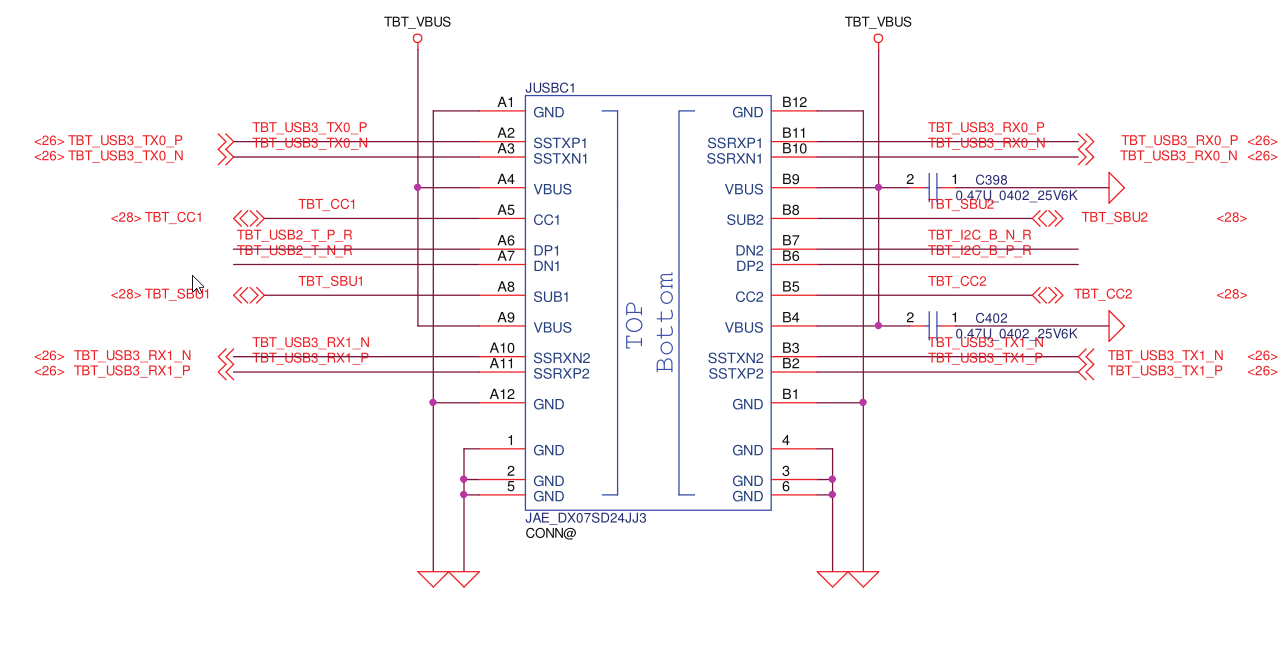 TBT_VBUS TBT_VBUS
JUSBC1
A1 GND GND B12
TBT_USB3_TX0_P TBT_USB3_RX0_P
<26> TBT_USB3_TX0_P A2 SSTXP1 SSRXP1 B11 TBT_USB3_RX0_P <26>
TBT_USB3_TX0_N TBT_USB3_RX0_N
<26> TBT_USB3_TX0_N A3 SSTXN1 SSRXN1 B10 TBT_USB3_RX0_N <26>
A4 VBUS VBUS B9 2 1 C398
0.47U_0402_25V6K
TBT_CC1 TBT_SBU2
<28> TBT_CC1 A5 CC1 SUB2 B8 TBT_SBU2 <28>
TBT_USB2_T_P_R TBT_I2C_B_N_R
A6 DP1 DN2 B7
TBT_USB2_T_N_R TBT_I2C_B_P_R
A7 DN1 DP2 B6
TBT_SBU1 TBT_CC2
<28> TBT_SBU1 A8 SUB1 CC2 B5 TBT_CC2 <28>
TOP
Bottom
A9 VBUS VBUS B4 2 1 C402
0.47U_0402_25V6K
TBT_USB3_RX1_N TBT_USB3_TX1_N
<26> TBT_USB3_RX1_N A10 SSRXN2 SSTXN2 B3 TBT_USB3_TX1_N <26>
TBT_USB3_RX1_P TBT_USB3_TX1_P
<26> TBT_USB3_RX1_P A11 SSRXP2 SSTXP2 B2 TBT_USB3_TX1_P <26>
A12 GND GND B1
1 GND GND 4
2 GND GND 3
5 GND GND 6
JAE_DX07SD24JJ3
CONN@